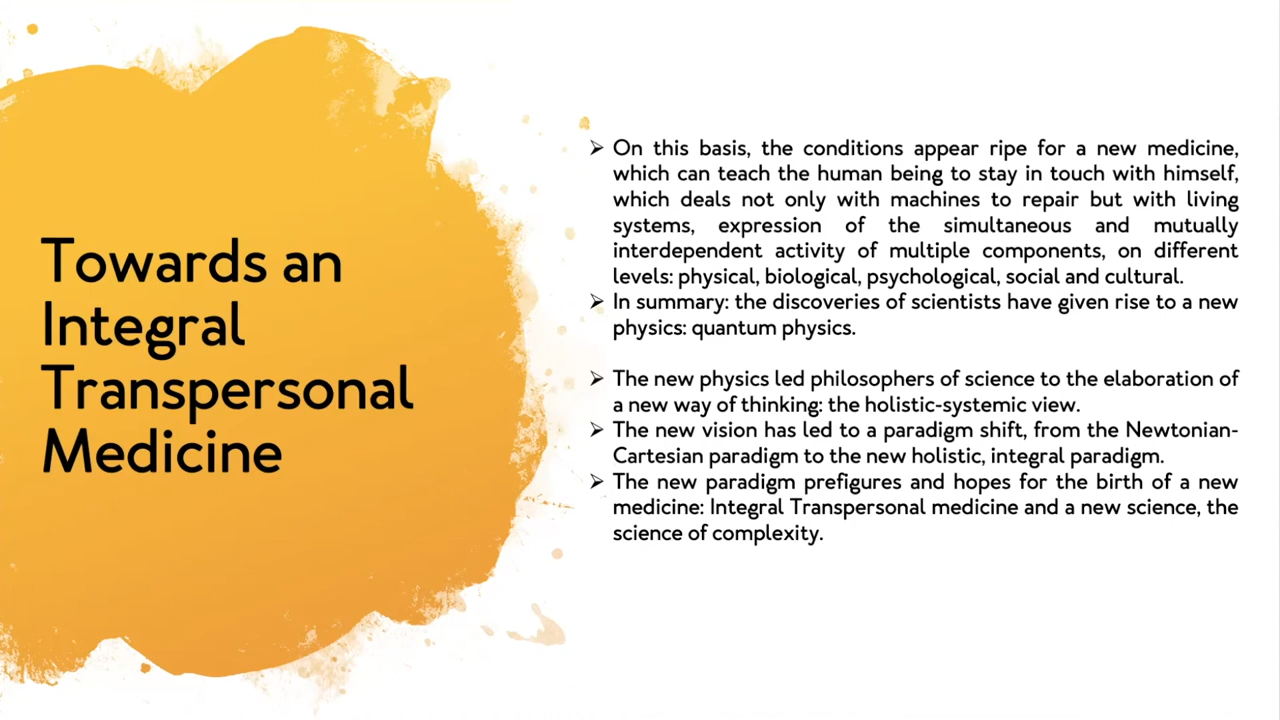 Towards an
Integral
Transpersonal
Medicine
➢ On this basis, the conditions appear ripe for a new medicine,
which can teach the human being to stay in touch with himself,
which deals not only with machines to repair but with living
systems, expression of the simultaneous and mutually
interdependent activity of multiple components, on different
levels: physical, biological, psychological, social and cultural.
➢ In summary: the discoveries of scientists have given rise to a new
physics: quantum physics.
➢ The new physics led philosophers of science to the elaboration of
a new way of thinking: the holistic-systemic view.
➢ The new vision has led to a paradigm shift, from the Newtonian-
Cartesian paradigm to the new holistic, integral paradigm.
➢ The new paradigm prefigures and hopes for the birth of a new
medicine: Integral Transpersonal medicine and a new science, the
science of complexity.